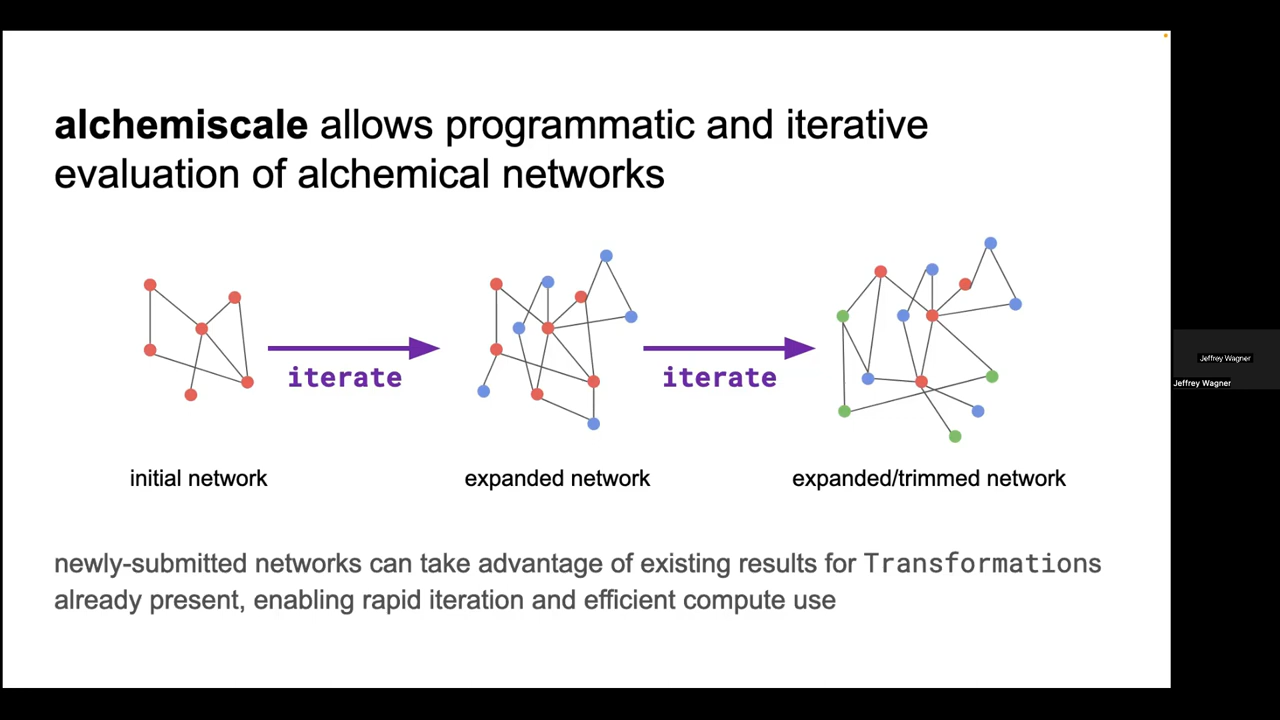 alchemiscale allows programmatic and iterative
evaluation of alchemical networks
iterate
iterate
initial network
expanded network
expanded/trimmed network
newly-submitted networks can take advantage of existing results for Transformations
already present, enabling rapid iteration and efficient compute use
Jeffrey Wagner
Jeffrey Wagner